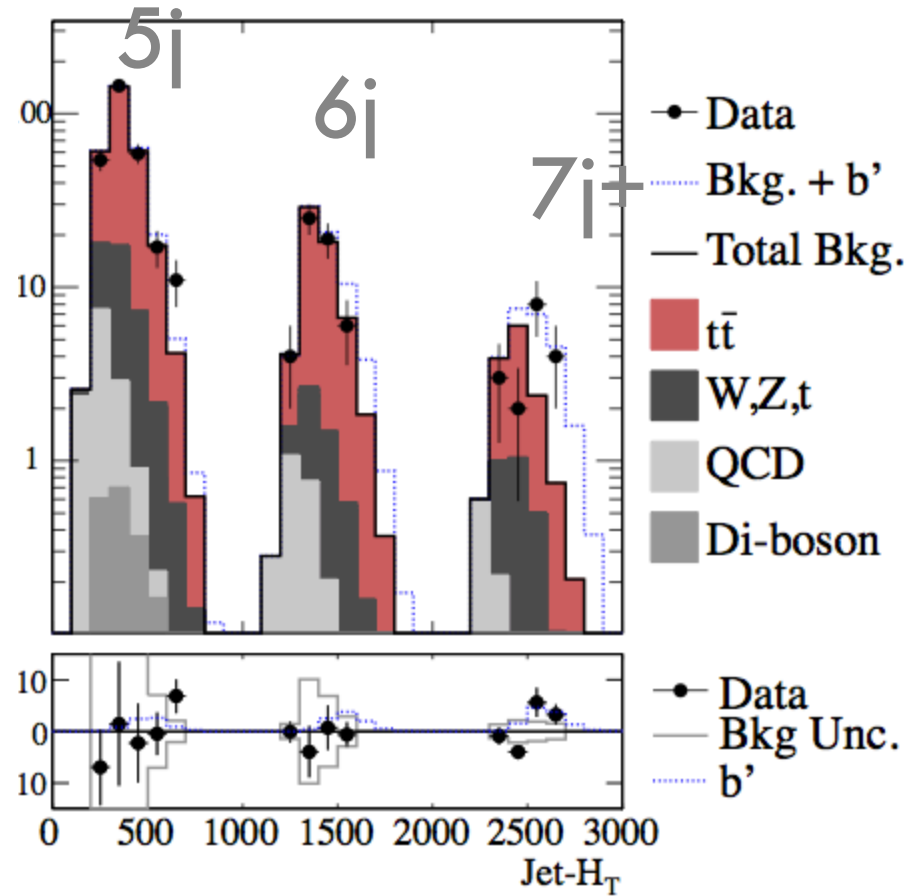 5j
6j
7j+
00
10
1
Data
Bkg. + b'
Total Bkg.
tt̄
W,Z,t
QCD
Di-boson
10
0
10
Data
Bkg Unc.
b'
0 500 1000 1500 2000 2500 3000
Jet-H_T